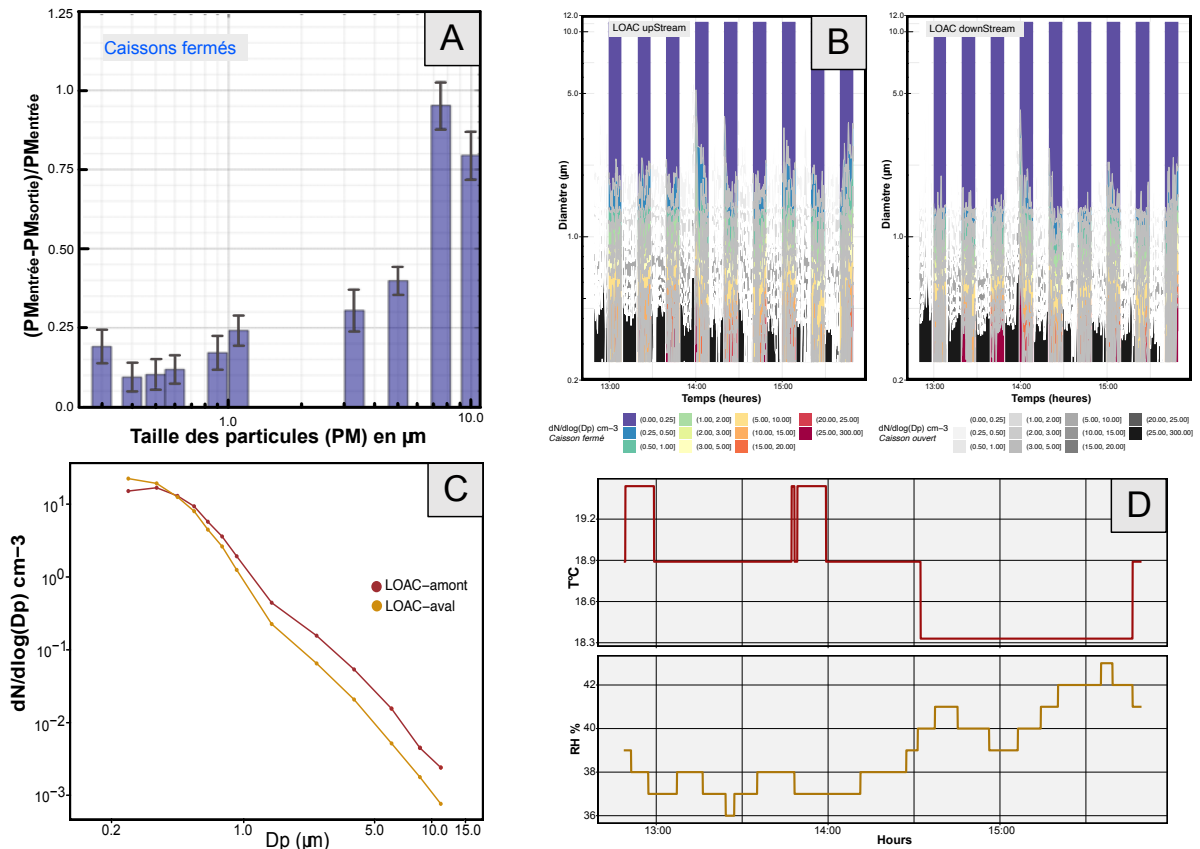 A
Caissons fermés
1.25
1.0
0.75
0.50
0.25
0.0
(PMentrée-PMsortie)/PMentrée
1.0
10.0
Taille des particules (PM) en µm
B
LOAC upStream
12.0
10.0
5.0
1.0
0.2
Diamètre (µm)
13:00
14:00
15:00
Temps (heures)
LOAC downStream
12.0
10.0
5.0
1.0
0.2
Diamètre (µm)
13:00
14:00
15:00
Temps (heures)
dN/dlog(Dp) cm−3
Caisson fermé
(0.00, 0.25]
(0.25, 0.50]
(0.50, 1.00]
(1.00, 2.00]
(2.00, 3.00]
(3.00, 5.00]
(5.00, 10.00]
(10.00, 15.00]
(15.00, 20.00]
(20.00, 25.00]
(25.00, 300.00]
dN/dlog(Dp) cm−3
Caisson ouvert
(0.00, 0.25]
(0.25, 0.50]
(0.50, 1.00]
(1.00, 2.00]
(2.00, 3.00]
(3.00, 5.00]
(5.00, 10.00]
(10.00, 15.00]
(15.00, 20.00]
(20.00, 25.00]
(25.00, 300.00]
C
10¹
10⁰
10⁻¹
10⁻²
10⁻³
dN/dlog(Dp) cm−3
LOAC−amont
LOAC−aval
0.2
1.0
5.0
10.0
15.0
Dp (µm)
D
19.2
18.9
18.6
18.3
T°C
42
40
38
36
RH %
13:00
14:00
15:00
Hours